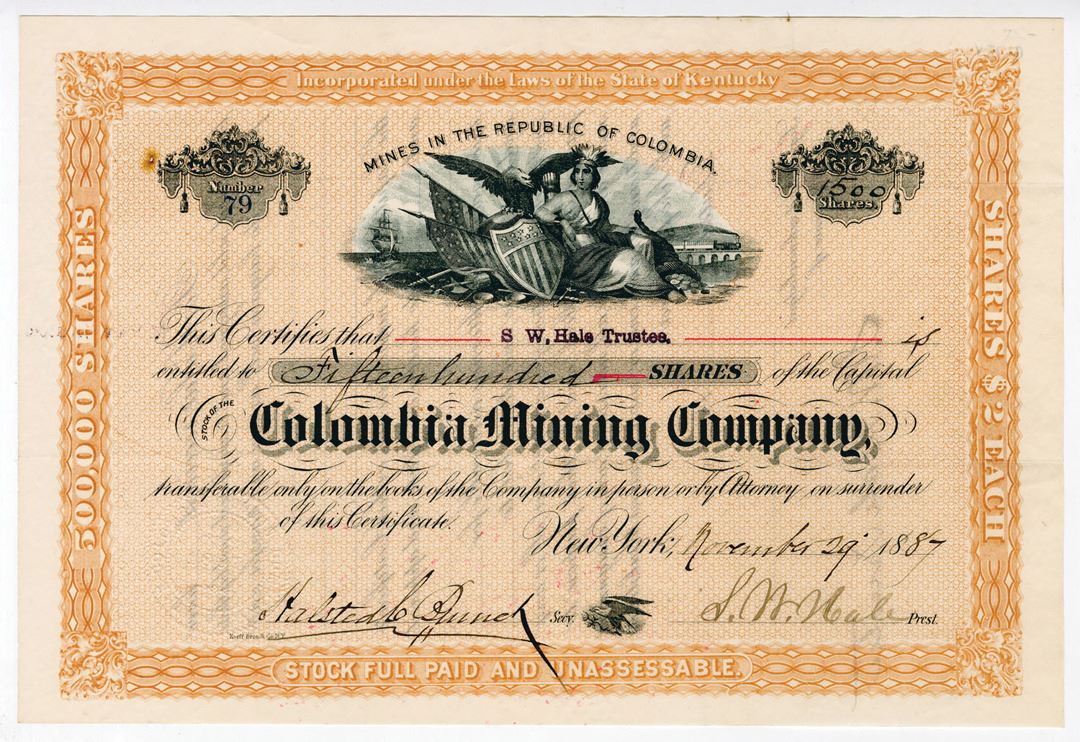 Incorporated under the Laws of the State of Kentucky
MINES IN THE REPUBLIC OF COLOMBIA.
Number
79
1500
Shares.
500,000 SHARES
SHARES $2 EACH
This Certifies that S W, Hale Trustee. is
entitled to Fifteen hundred SHARES of the Capital
STOCK OF THE
Colombia Mining Company,
transferable only on the books of the Company in person or by Attorney on surrender
of this Certificate.
New York, November 29 1887
Halsted Secy. S. W. Hale Prest.
STOCK FULL PAID AND UNASSESSABLE.